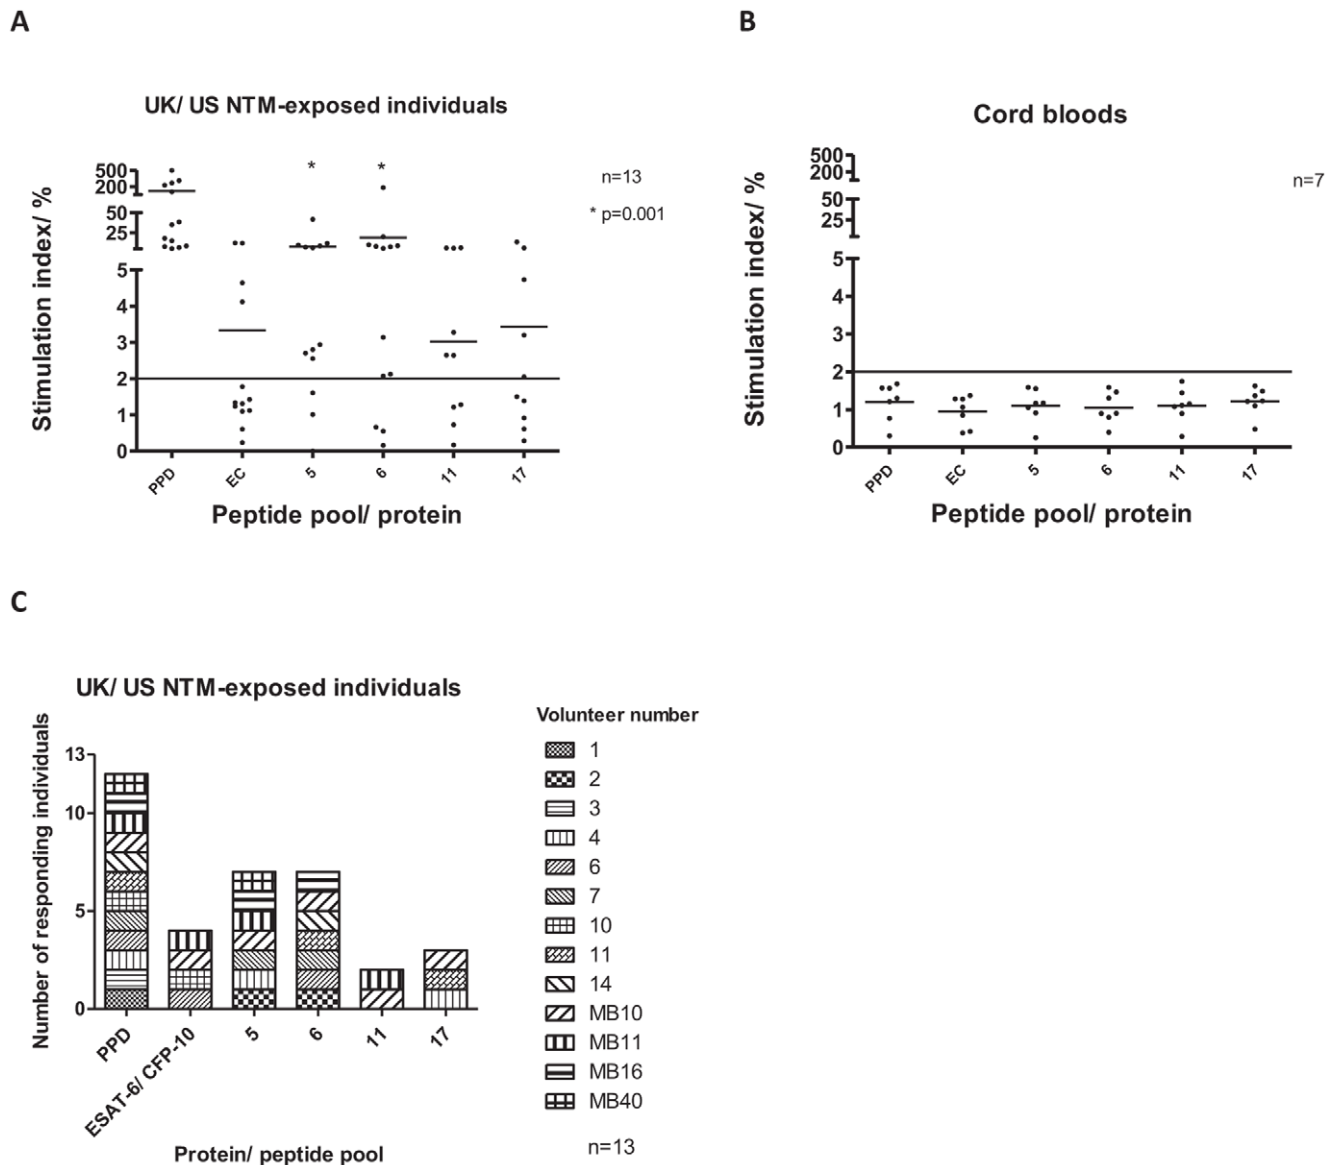 A
UK/ US NTM-exposed individuals
Stimulation index/ %
500
200
50
25
5
4
3
2
1
0
* *
n=13
* p=0.001
PPD EC 5 6 11 17
Peptide pool/ protein
B
Cord bloods
Stimulation index/ %
500
200
50
25
5
4
3
2
1
0
n=7
PPD EC 5 6 11 17
Peptide pool/ protein
C
UK/ US NTM-exposed individuals
Number of responding individuals
13
10
5
0
PPD ESAT-6/ CFP-10 5 6 11 17
Protein/ peptide pool
Volunteer number
1
2
3
4
6
7
10
11
14
MB10
MB11
MB16
MB40
n=13